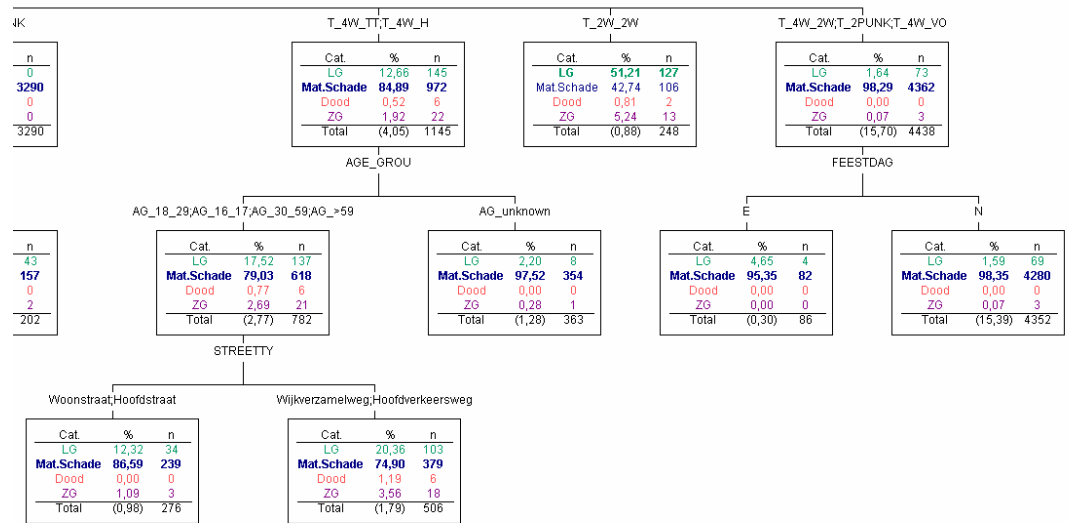 NK T_4W_TT;T_4W_H T_2W_2W T_4W_2W;T_2PUNK;T_4W_VO
n Cat. % n Cat. % n Cat. % n
0 LG 12,66 145 LG 51,21 127 LG 1,64 73
3290 Mat.Schade 84,89 972 Mat.Schade 42,74 106 Mat.Schade 98,29 4362
0 Dood 0,52 6 Dood 0,81 2 Dood 0,00 0
0 ZG 1,92 22 ZG 5,24 13 ZG 0,07 3
3290 Total (4,05) 1145 Total (0,88) 248 Total (15,70) 4438
AGE_GROU FEESTDAG
AG_18_29;AG_16_17;AG_30_59;AG_>59 AG_unknown E N
n Cat. % n Cat. % n Cat. % n Cat. % n
43 LG 17,52 137 LG 2,20 8 LG 4,65 4 LG 1,59 69
157 Mat.Schade 79,03 618 Mat.Schade 97,52 354 Mat.Schade 95,35 82 Mat.Schade 98,35 4280
0 Dood 0,77 6 Dood 0,00 0 Dood 0,00 0 Dood 0,00 0
2 ZG 2,69 21 ZG 0,28 1 ZG 0,00 0 ZG 0,07 3
202 Total (2,77) 782 Total (1,28) 363 Total (0,30) 86 Total (15,39) 4352
STREETTY
Woonstraat;Hoofdstraat Wijkverzamelweg;Hoofdverkeersweg
Cat. % n Cat. % n
LG 12,32 34 LG 20,36 103
Mat.Schade 86,59 239 Mat.Schade 74,90 379
Dood 0,00 0 Dood 1,19 6
ZG 1,09 3 ZG 3,56 18
Total (0,98) 276 Total (1,79) 506